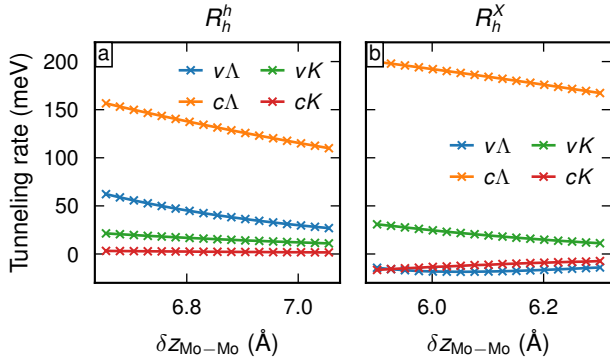 R_h^h R_h^X
Tunneling rate (meV)
200
150
100
50
0
a
vΛ vK
cΛ cK
6.8 7.0
δz_Mo−Mo (Å)
b
vΛ vK
cΛ cK
6.0 6.2
δz_Mo−Mo (Å)